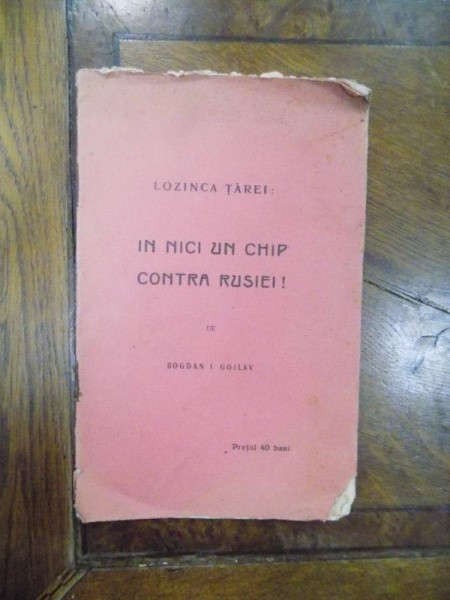 LOZINCA ȚĂREI:
IN NICI UN CHIP
CONTRA RUSIEI!
DE
BOGDAN I. GOILAV
Prețul 40 bani